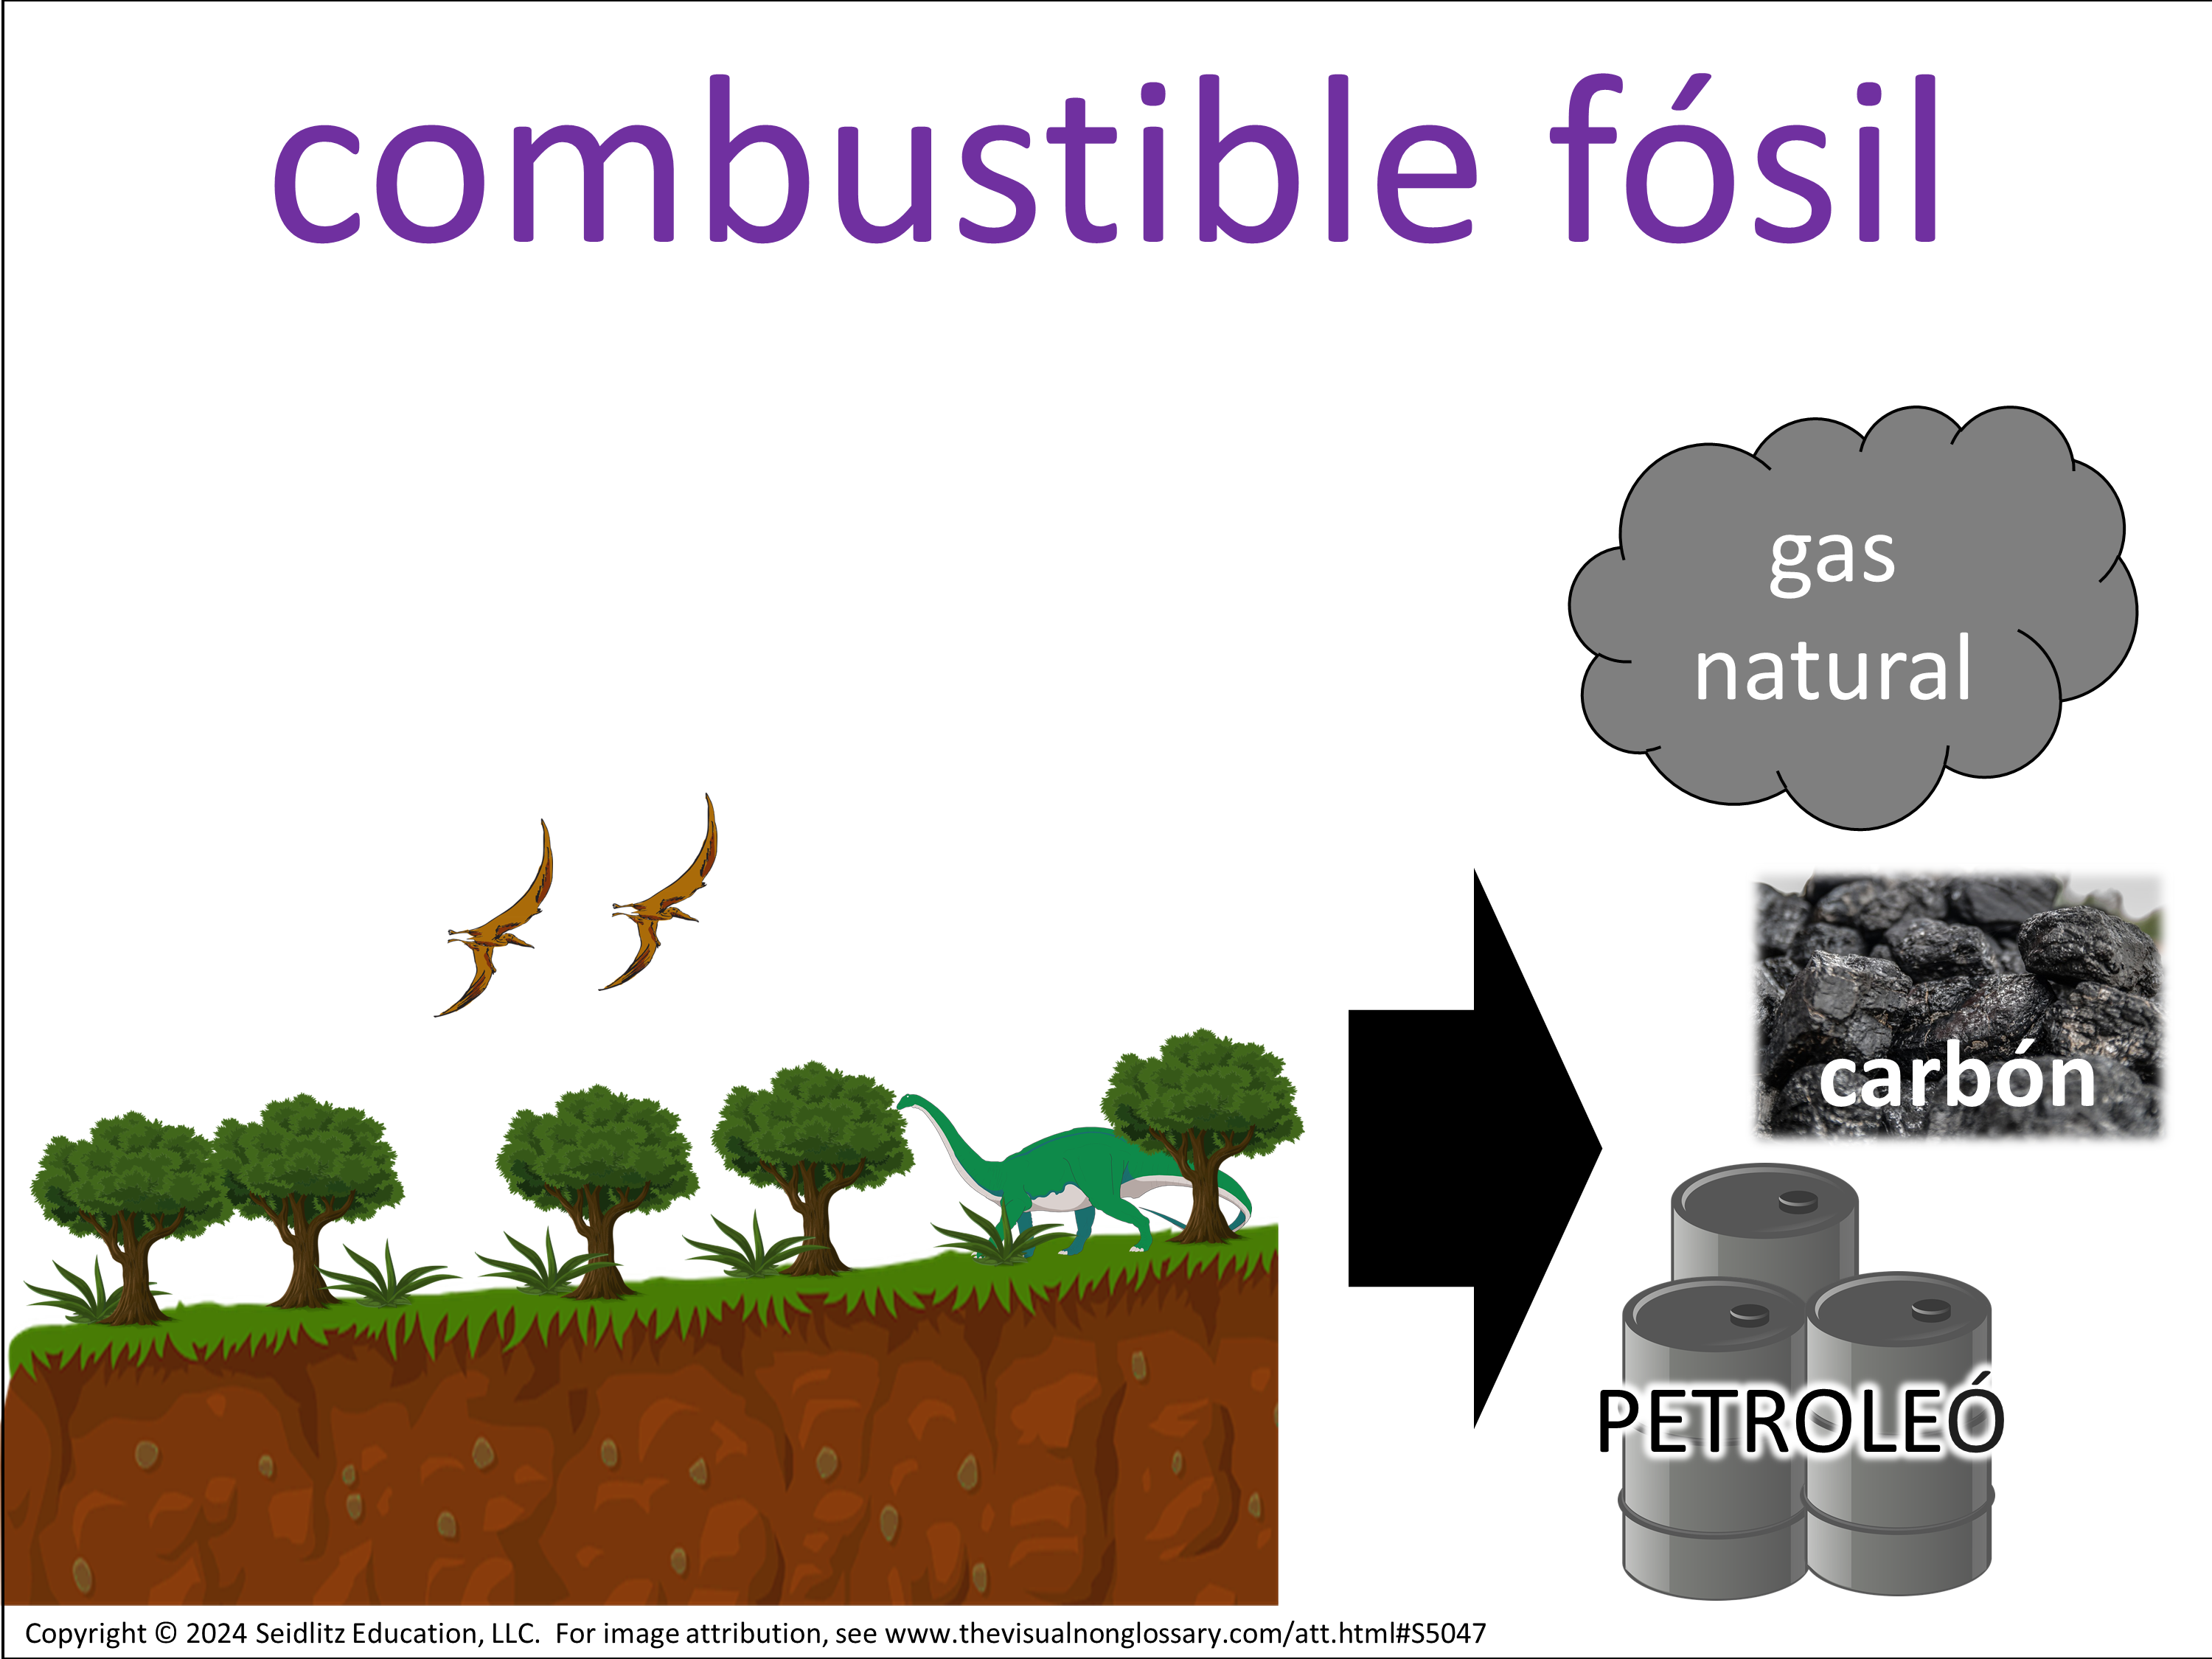 combustible fósil
gas
natural
carbón
PETROLEÓ
Copyright © 2024 Seidlitz Education, LLC.  For image attribution, see www.thevisualnonglossary.com/att.html#S5047